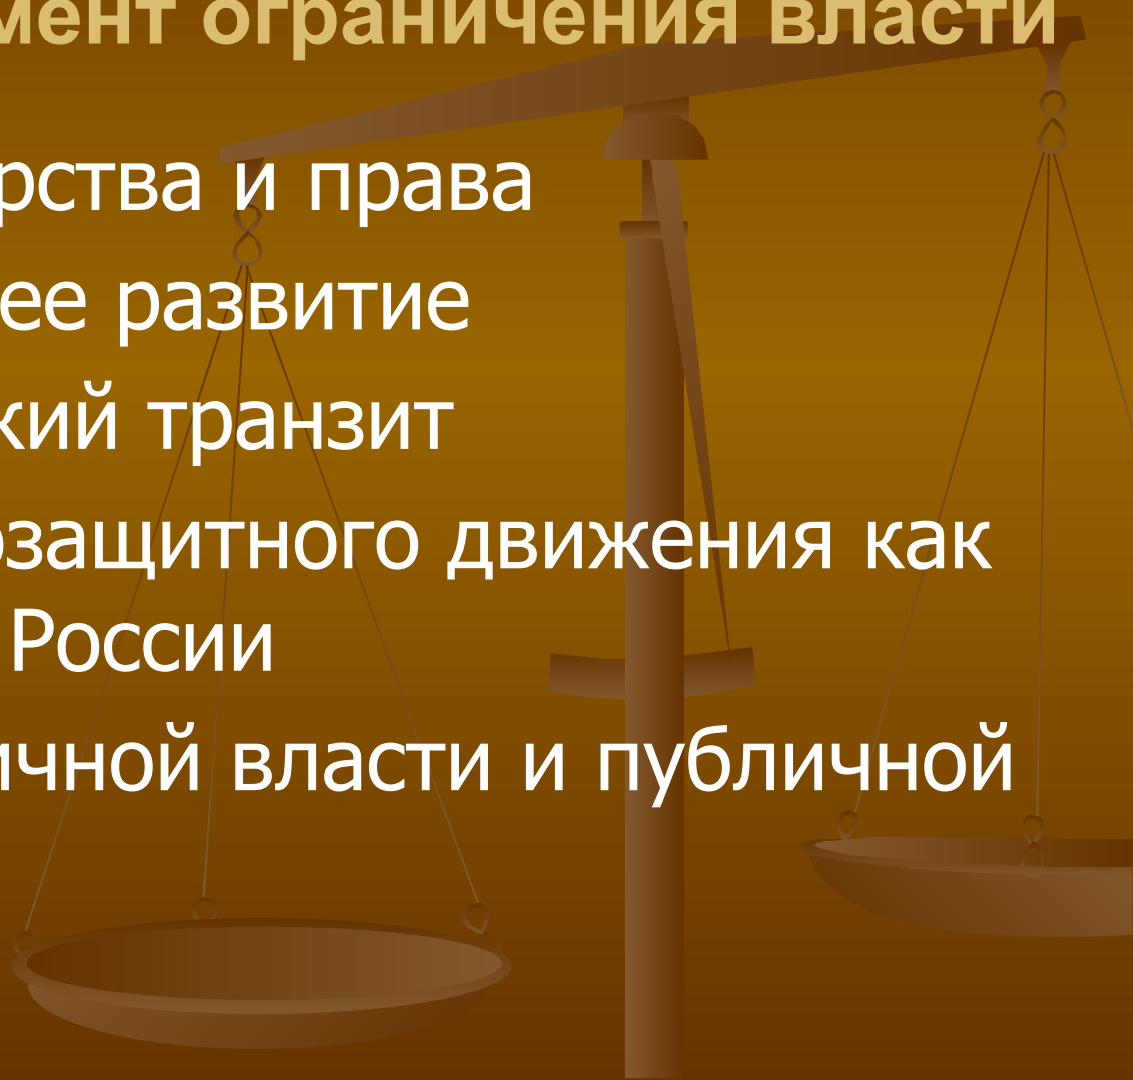 мент ограничения власти
рства и права
ее развитие
кий транзит
озащитного движения как
России
ичной власти и публичной